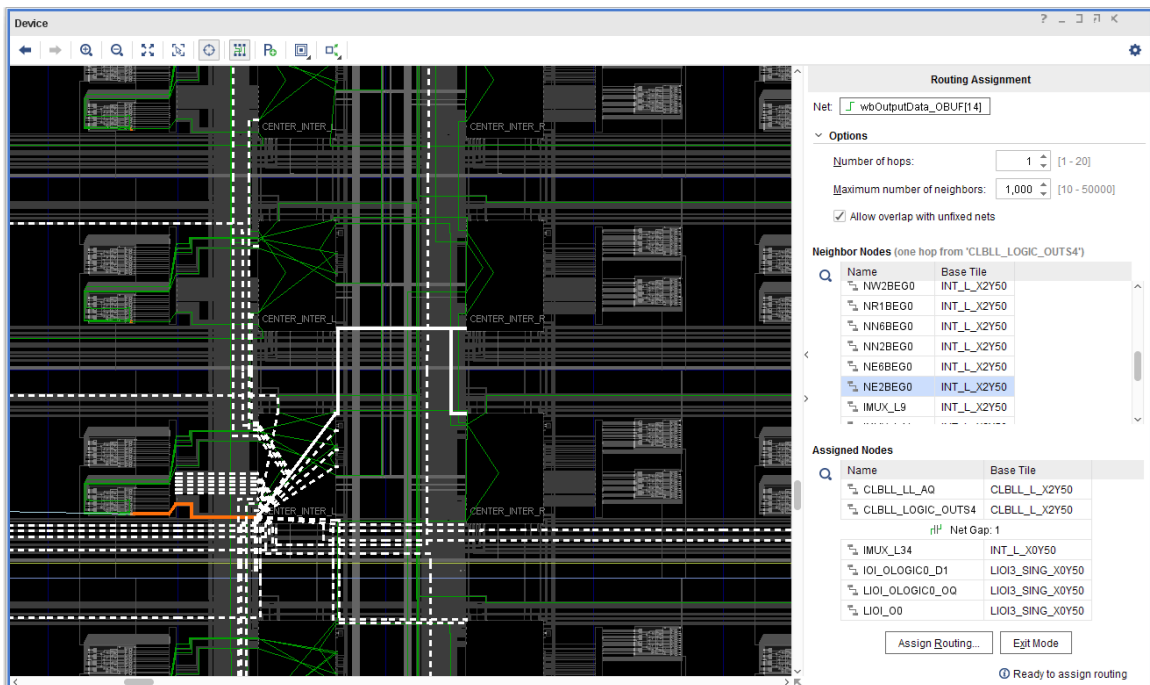 Device
Routing Assignment
Net: wbOutputData_OBUF[14]
Options
Number of hops: 1 [1 - 20]
Maximum number of neighbors: 1,000 [10 - 50000]
Allow overlap with unfixed nets
Neighbor Nodes (one hop from 'CLBLL_LOGIC_OUTS4')
Name Base Tile
NW2BEG0 INT_L_X2Y50
NR1BEG0 INT_L_X2Y50
NN6BEG0 INT_L_X2Y50
NN2BEG0 INT_L_X2Y50
NE6BEG0 INT_L_X2Y50
NE2BEG0 INT_L_X2Y50
IMUX_L9 INT_L_X2Y50
Assigned Nodes
Name Base Tile
CLBLL_LL_AQ CLBLL_L_X2Y50
CLBLL_LOGIC_OUTS4 CLBLL_L_X2Y50
Net Gap: 1
IMUX_L34 INT_L_X0Y50
IOI_OLOGIC0_D1 LIOI3_SING_X0Y50
LIOI_OLOGIC0_OQ LIOI3_SING_X0Y50
LIOI_O0 LIOI3_SING_X0Y50
Assign Routing... Exit Mode
Ready to assign routing
CENTER_INTER_L CENTER_INTER_R
CENTER_INTER_L CENTER_INTER_R